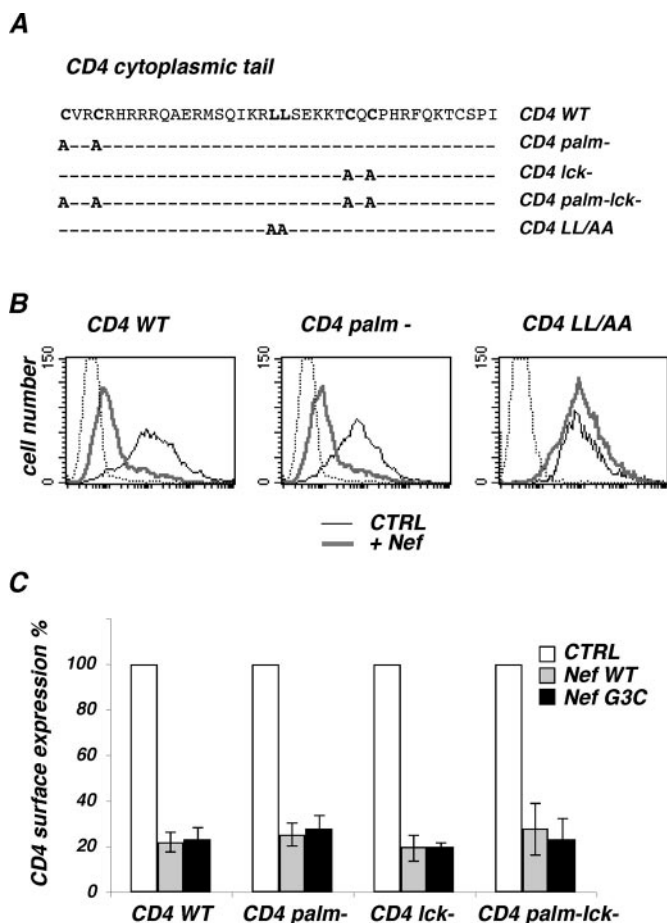 A
CD4 cytoplasmic tail
CVRCRHRRRQAERMSQIKRLLSEKKTCQCPHRFQKTCSPI CD4 WT
A--A------------------------------------ CD4 palm-
--------------------------A-A----------- CD4 lck-
A--A----------------------A-A----------- CD4 palm-lck-
-------------------AA------------------- CD4 LL/AA
B
CD4 WT CD4 palm - CD4 LL/AA
150 150 150
cell number
0 0 0
CTRL
+ Nef
C
CD4 surface expression %
100
80
60
40
20
0
CTRL
Nef WT
Nef G3C
CD4 WT CD4 palm- CD4 lck- CD4 palm-lck-